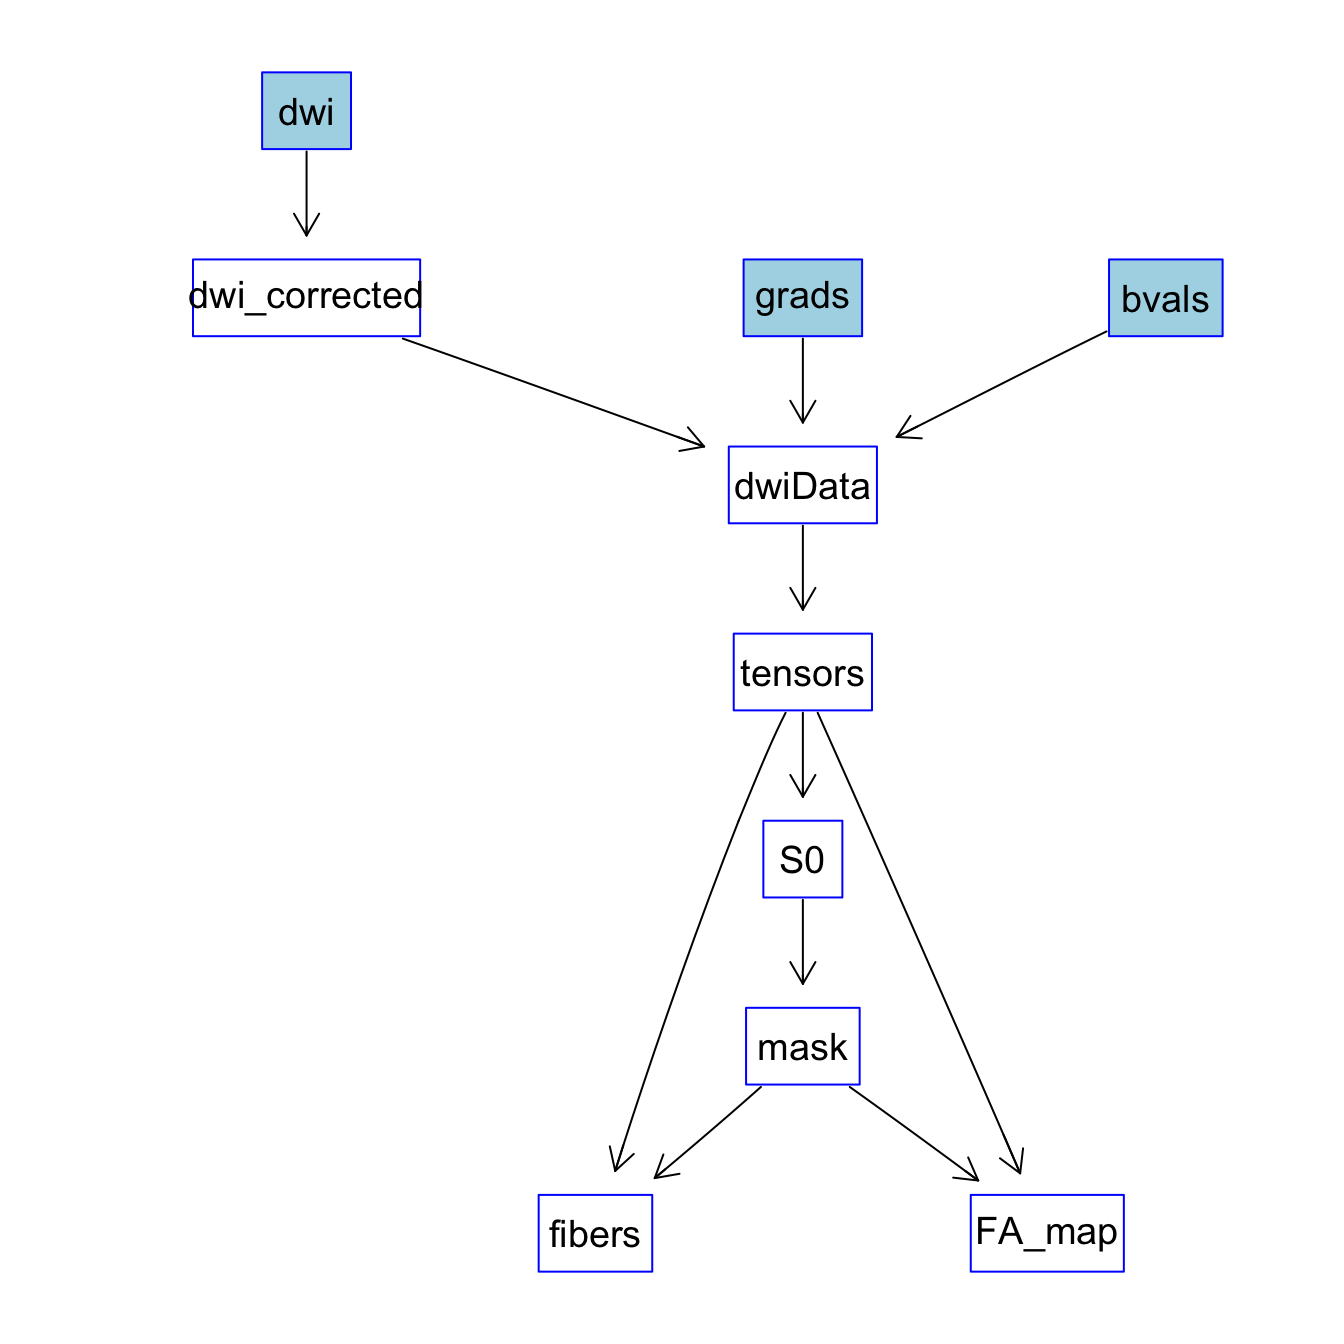 dwi
dwi_corrected
grads
bvals
dwiData
tensors
S0
mask
fibers
FA_map